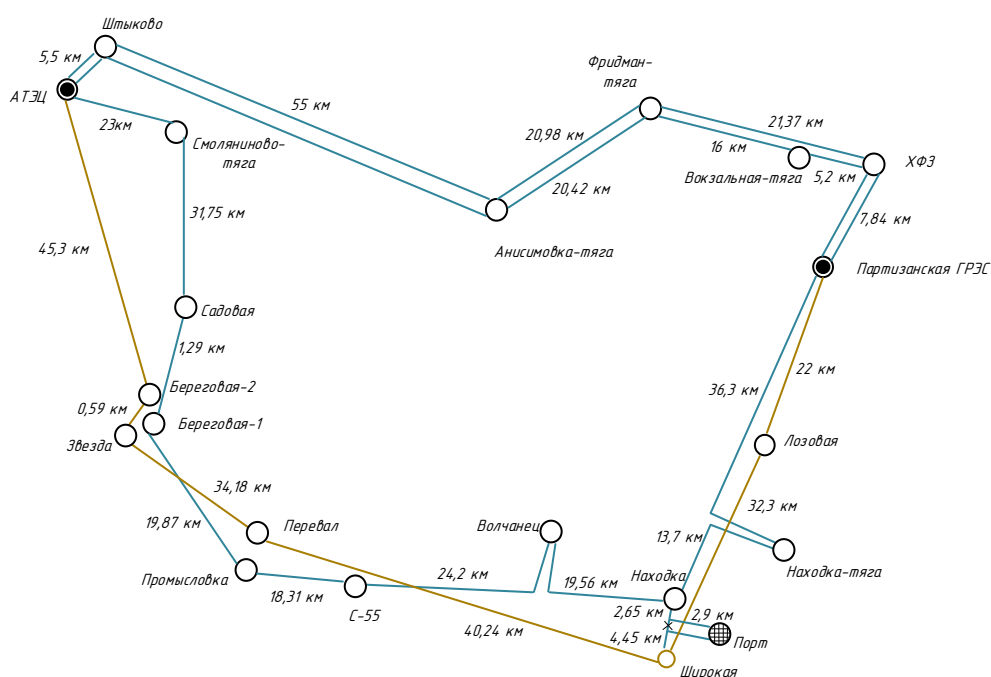 Штыково
5,5 км
АТЭЦ
23км
Смоляниново-
тяга
55 км
Фридман-
тяга
20,98 км
20,42 км
21,37 км
16 км
Вокзальная-тяга
5,2 км
ХФЗ
7,84 км
Анисимовка-тяга
Партизанская ГРЭС
31,75 км
45,3 км
Садовая
1,29 км
Береговая-2
0,59 км
Береговая-1
Звезда
22 км
36,3 км
Лозовая
34,18 км
19,87 км
Перевал
Волчанец
32,3 км
13,7 км
Находка-тяга
Промысловка
18,31 км
С-55
24,2 км
19,56 км
Находка
2,65 км
2,9 км
40,24 км
4,45 км
Порт
Широкая